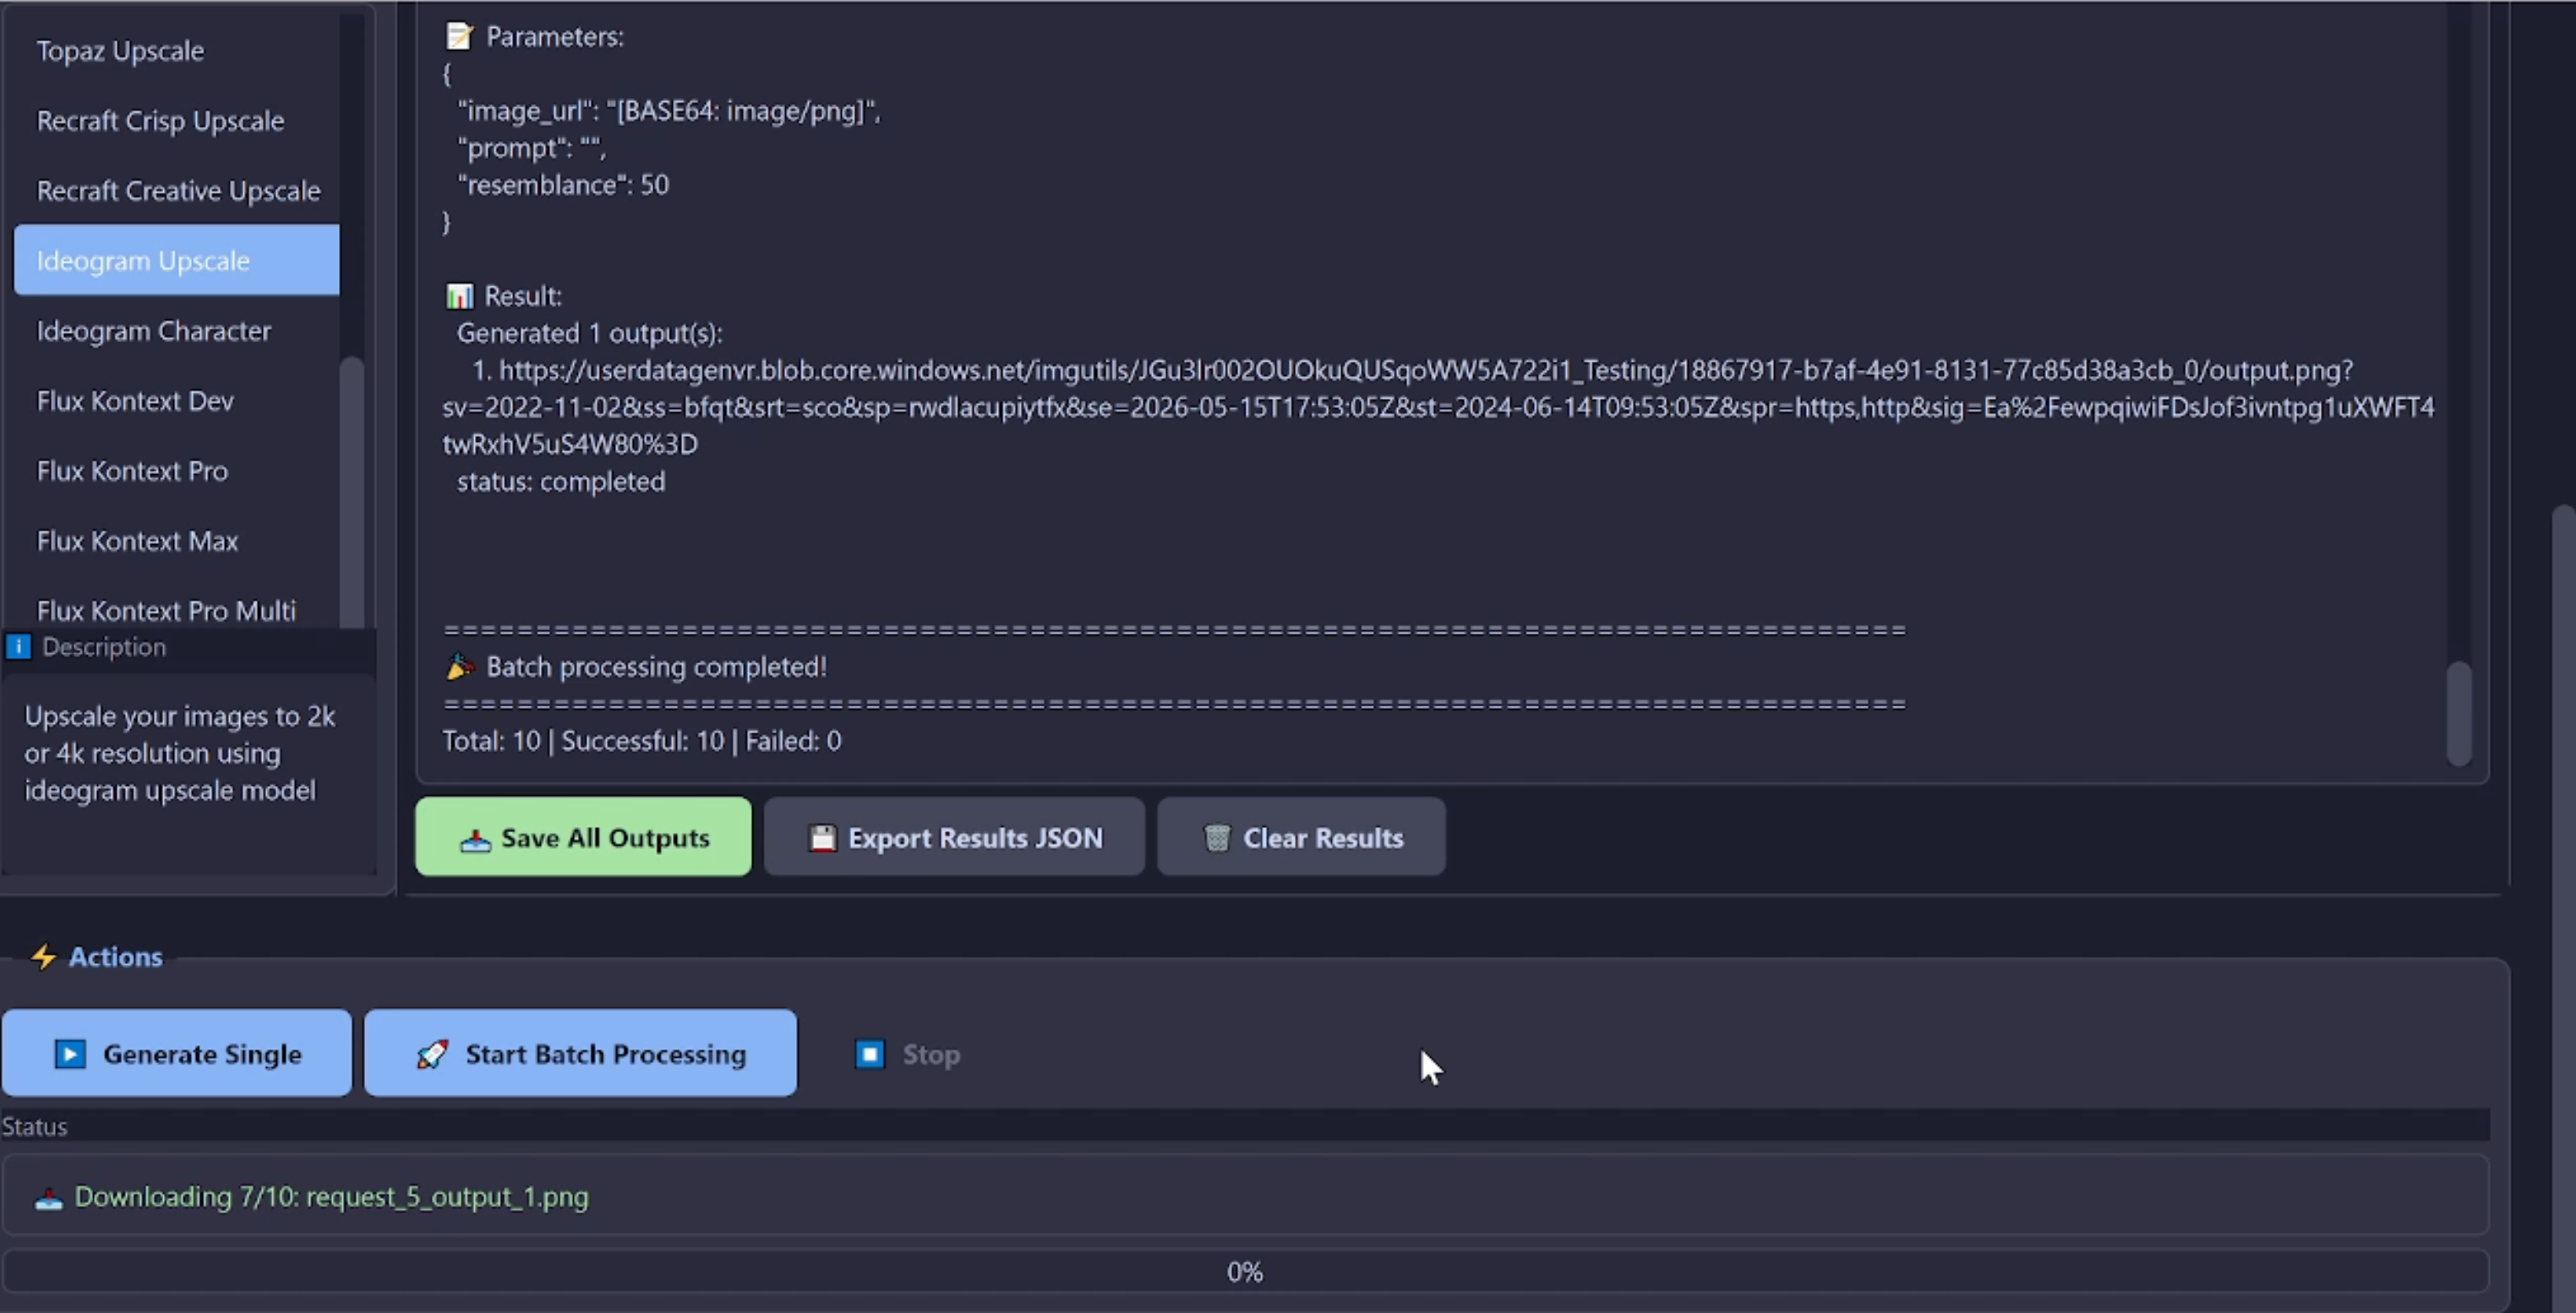 Topaz Upscale
Recraft Crisp Upscale
Recraft Creative Upscale
Ideogram Upscale
Ideogram Character
Flux Kontext Dev
Flux Kontext Pro
Flux Kontext Max
Flux Kontext Pro Multi
Description
Upscale your images to 2k
or 4k resolution using
ideogram upscale model
Parameters:
{
"image_url": "[BASE64: image/png]",
"prompt": "",
"resemblance": 50
}
Result:
Generated 1 output(s):
1. https://userdatagenvr.blob.core.windows.net/imgutils/JGu3lr002OUOkuQUSqoWW5A722i1_Testing/18867917-b7af-4e91-8131-77c85d38a3cb_0/output.png?
sv=2022-11-02&ss=bfqt&srt=sco&sp=rwdlacupiytfx&se=2026-05-15T17:53:05Z&st=2024-06-14T09:53:05Z&spr=https,http&sig=Ea%2FewpqiwiFDsJof3ivntpg1uXWFT4
twRxhV5uS4W80%3D
status: completed
================================================================================
Batch processing completed!
================================================================================
Total: 10 | Successful: 10 | Failed: 0
Save All Outputs
Export Results JSON
Clear Results
Actions
Generate Single
Start Batch Processing
Stop
Status
Downloading 7/10: request_5_output_1.png
0%